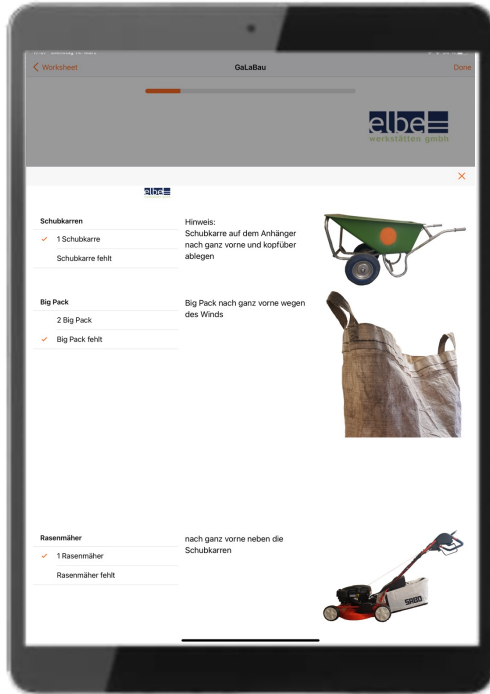 Worksheet
GaLaBau
Done
elbe
werkstätten gmbh
elbe
Schubkarren
1 Schubkarre
Schubkarre fehlt
Hinweis:
Schubkarre auf dem Anhänger
nach ganz vorne und kopfüber
ablegen
Big Pack
2 Big Pack
Big Pack fehlt
Big Pack nach ganz vorne wegen
des Winds
Rasenmäher
1 Rasenmäher
Rasenmäher fehlt
nach ganz vorne neben die
Schubkarren
SABO